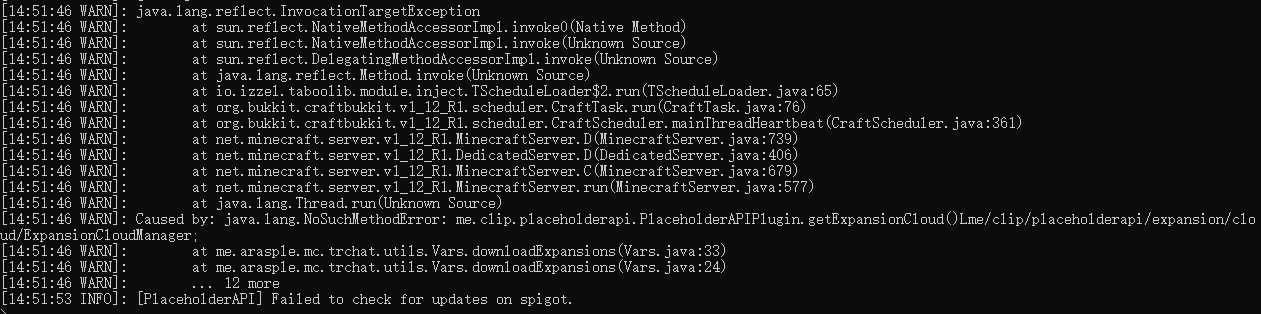 [14:51:46 WARN]: java.lang.reflect.InvocationTargetException
[14:51:46 WARN]: at sun.reflect.NativeMethodAccessorImpl.invoke0(Native Method)
[14:51:46 WARN]: at sun.reflect.NativeMethodAccessorImpl.invoke(Unknown Source)
[14:51:46 WARN]: at sun.reflect.DelegatingMethodAccessorImpl.invoke(Unknown Source)
[14:51:46 WARN]: at java.lang.reflect.Method.invoke(Unknown Source)
[14:51:46 WARN]: at io.izzel.taboolib.module.inject.TScheduleLoader$2.run(TScheduleLoader.java:65)
[14:51:46 WARN]: at org.bukkit.craftbukkit.v1_12_R1.scheduler.CraftTask.run(CraftTask.java:76)
[14:51:46 WARN]: at org.bukkit.craftbukkit.v1_12_R1.scheduler.CraftScheduler.mainThreadHeartbeat(CraftScheduler.java:361)
[14:51:46 WARN]: at net.minecraft.server.v1_12_R1.MinecraftServer.D(MinecraftServer.java:739)
[14:51:46 WARN]: at net.minecraft.server.v1_12_R1.DedicatedServer.D(DedicatedServer.java:406)
[14:51:46 WARN]: at net.minecraft.server.v1_12_R1.MinecraftServer.C(MinecraftServer.java:679)
[14:51:46 WARN]: at net.minecraft.server.v1_12_R1.MinecraftServer.run(MinecraftServer.java:577)
[14:51:46 WARN]: at java.lang.Thread.run(Unknown Source)
[14:51:46 WARN]: Caused by: java.lang.NoSuchMethodError: me.clip.placeholderapi.PlaceholderAPIPlugin.getExpansionCloud()Lme/clip/placeholderapi/expansion/clo
ud/ExpansionCloudManager;
[14:51:46 WARN]: at me.arasple.mc.trchat.utils.Vars.downloadExpansions(Vars.java:33)
[14:51:46 WARN]: at me.arasple.mc.trchat.utils.Vars.downloadExpansions(Vars.java:24)
[14:51:46 WARN]: ... 12 more
[14:51:53 INFO]: [PlaceholderAPI] Failed to check for updates on spigot.